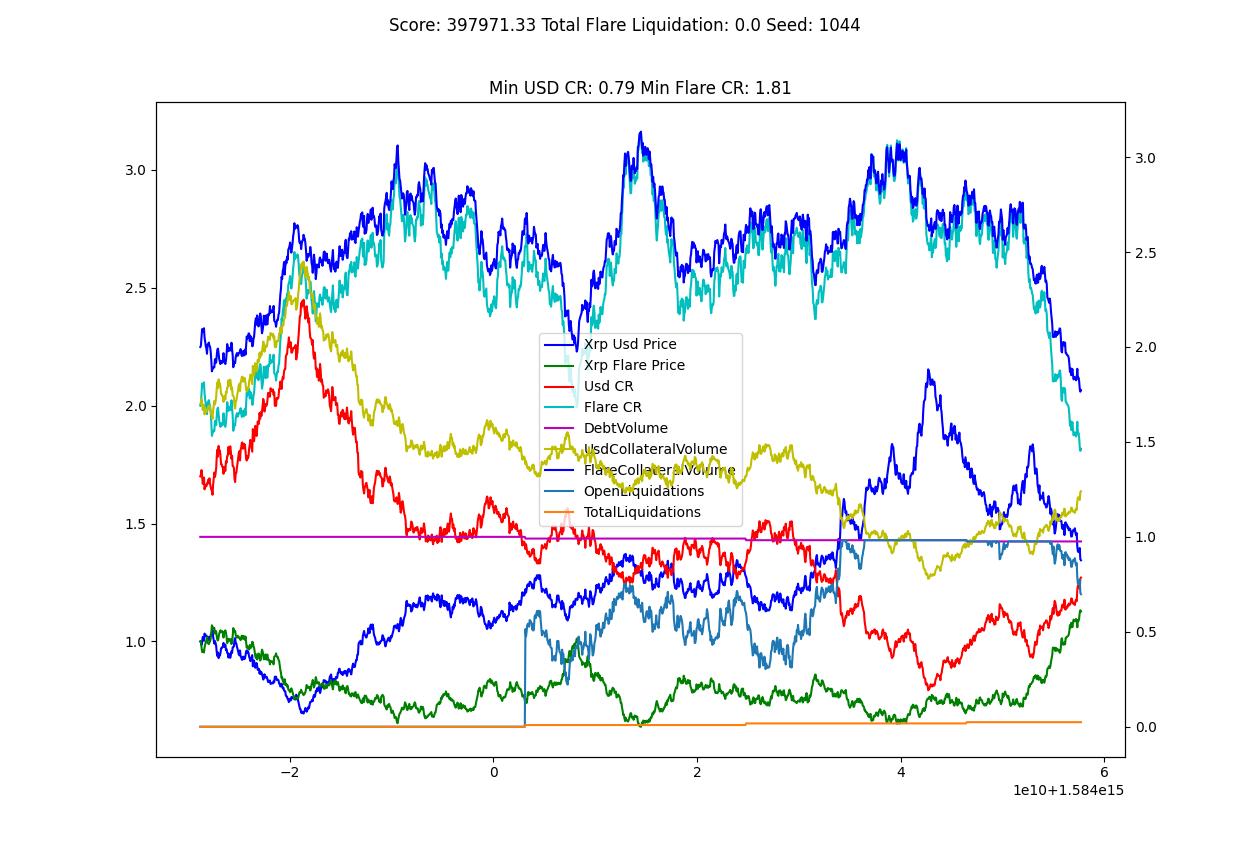 Score: 397971.33 Total Flare Liquidation: 0.0 Seed: 1044
Min USD CR: 0.79 Min Flare CR: 1.81
3.0
2.5
2.0
1.5
1.0
3.0
2.5
2.0
1.5
1.0
0.5
0.0
Xrp Usd Price
Xrp Flare Price
Usd CR
Flare CR
DebtVolume
UsdCollateralVolume
FlareCollateralVolume
OpenLiquidations
TotalLiquidations
−2 0 2 4 6
1e10+1.584e15